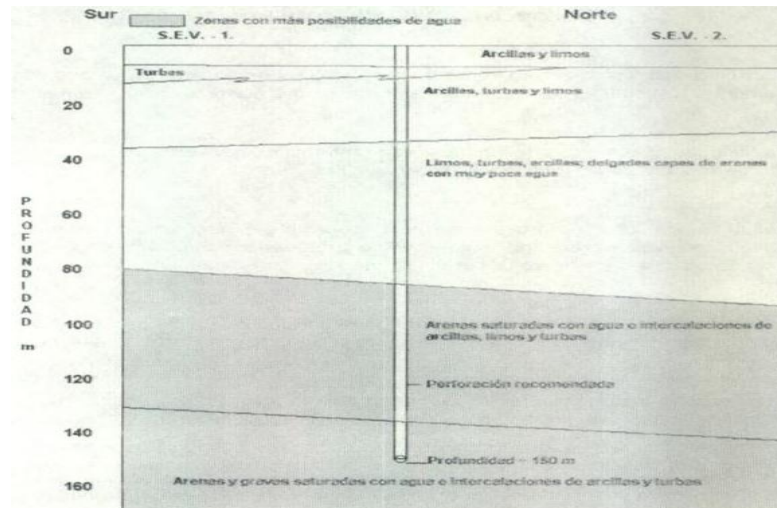 Sur
Norte
Zonas con más posibilidades de agua
S.E.V. - 1.
S.E.V. - 2.
0
Arcillas y limos
Turbas
Arcillas, turbas y limos
20
40
Limos, turbas, arcillas; delgadas capas de arenas
con muy poca agua
60
PROFUNDIDAD m
80
100
Arenas saturadas con agua e intercalaciones de
arcillas, limos y turbas
120
Perforación recomendada
140
Profundidad - 150 m
160
Arenas y gravas saturadas con agua e intercalaciones de arcillas y turbas